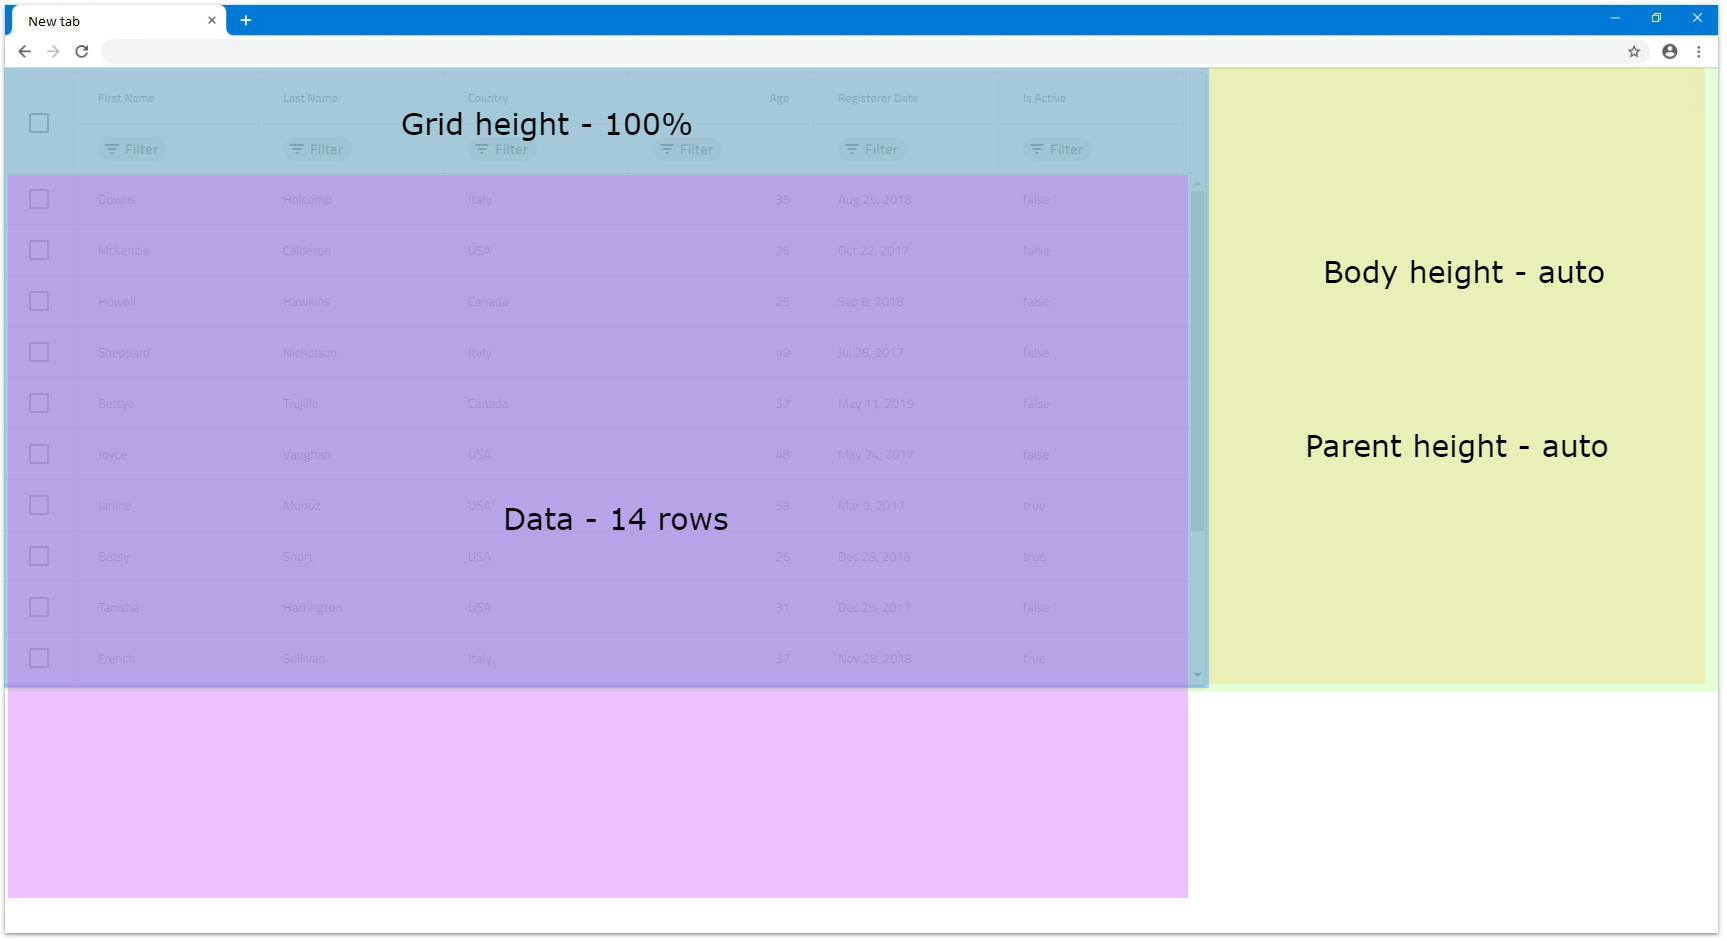 New tab
First Name Last Name Country Age Registerer Date Is Active
Grid height - 100%
Filter Filter Filter Filter Filter Filter
Downs Holcomb Italy 35 Aug 25, 2018 false
Mckenzie Calderon USA 26 Oct 22, 2017 false
Body height - auto
Howell Hawkins Canada 25 Sep 8, 2018 false
Sheppard Nicholson Italy 49 Jul 28, 2017 false
Bettye Trujillo Canada 37 May 11, 2019 false
Parent height - auto
Joyce Vaughan USA 48 May 24, 2017 false
Janine Munoz USA 59 Mar 9, 2017 true
Data - 14 rows
Betsy Short USA 26 Dec 28, 2018 true
Tanisha Harrington USA 31 Dec 25, 2017 false
French Sullivan Italy 37 Nov 28, 2018 true